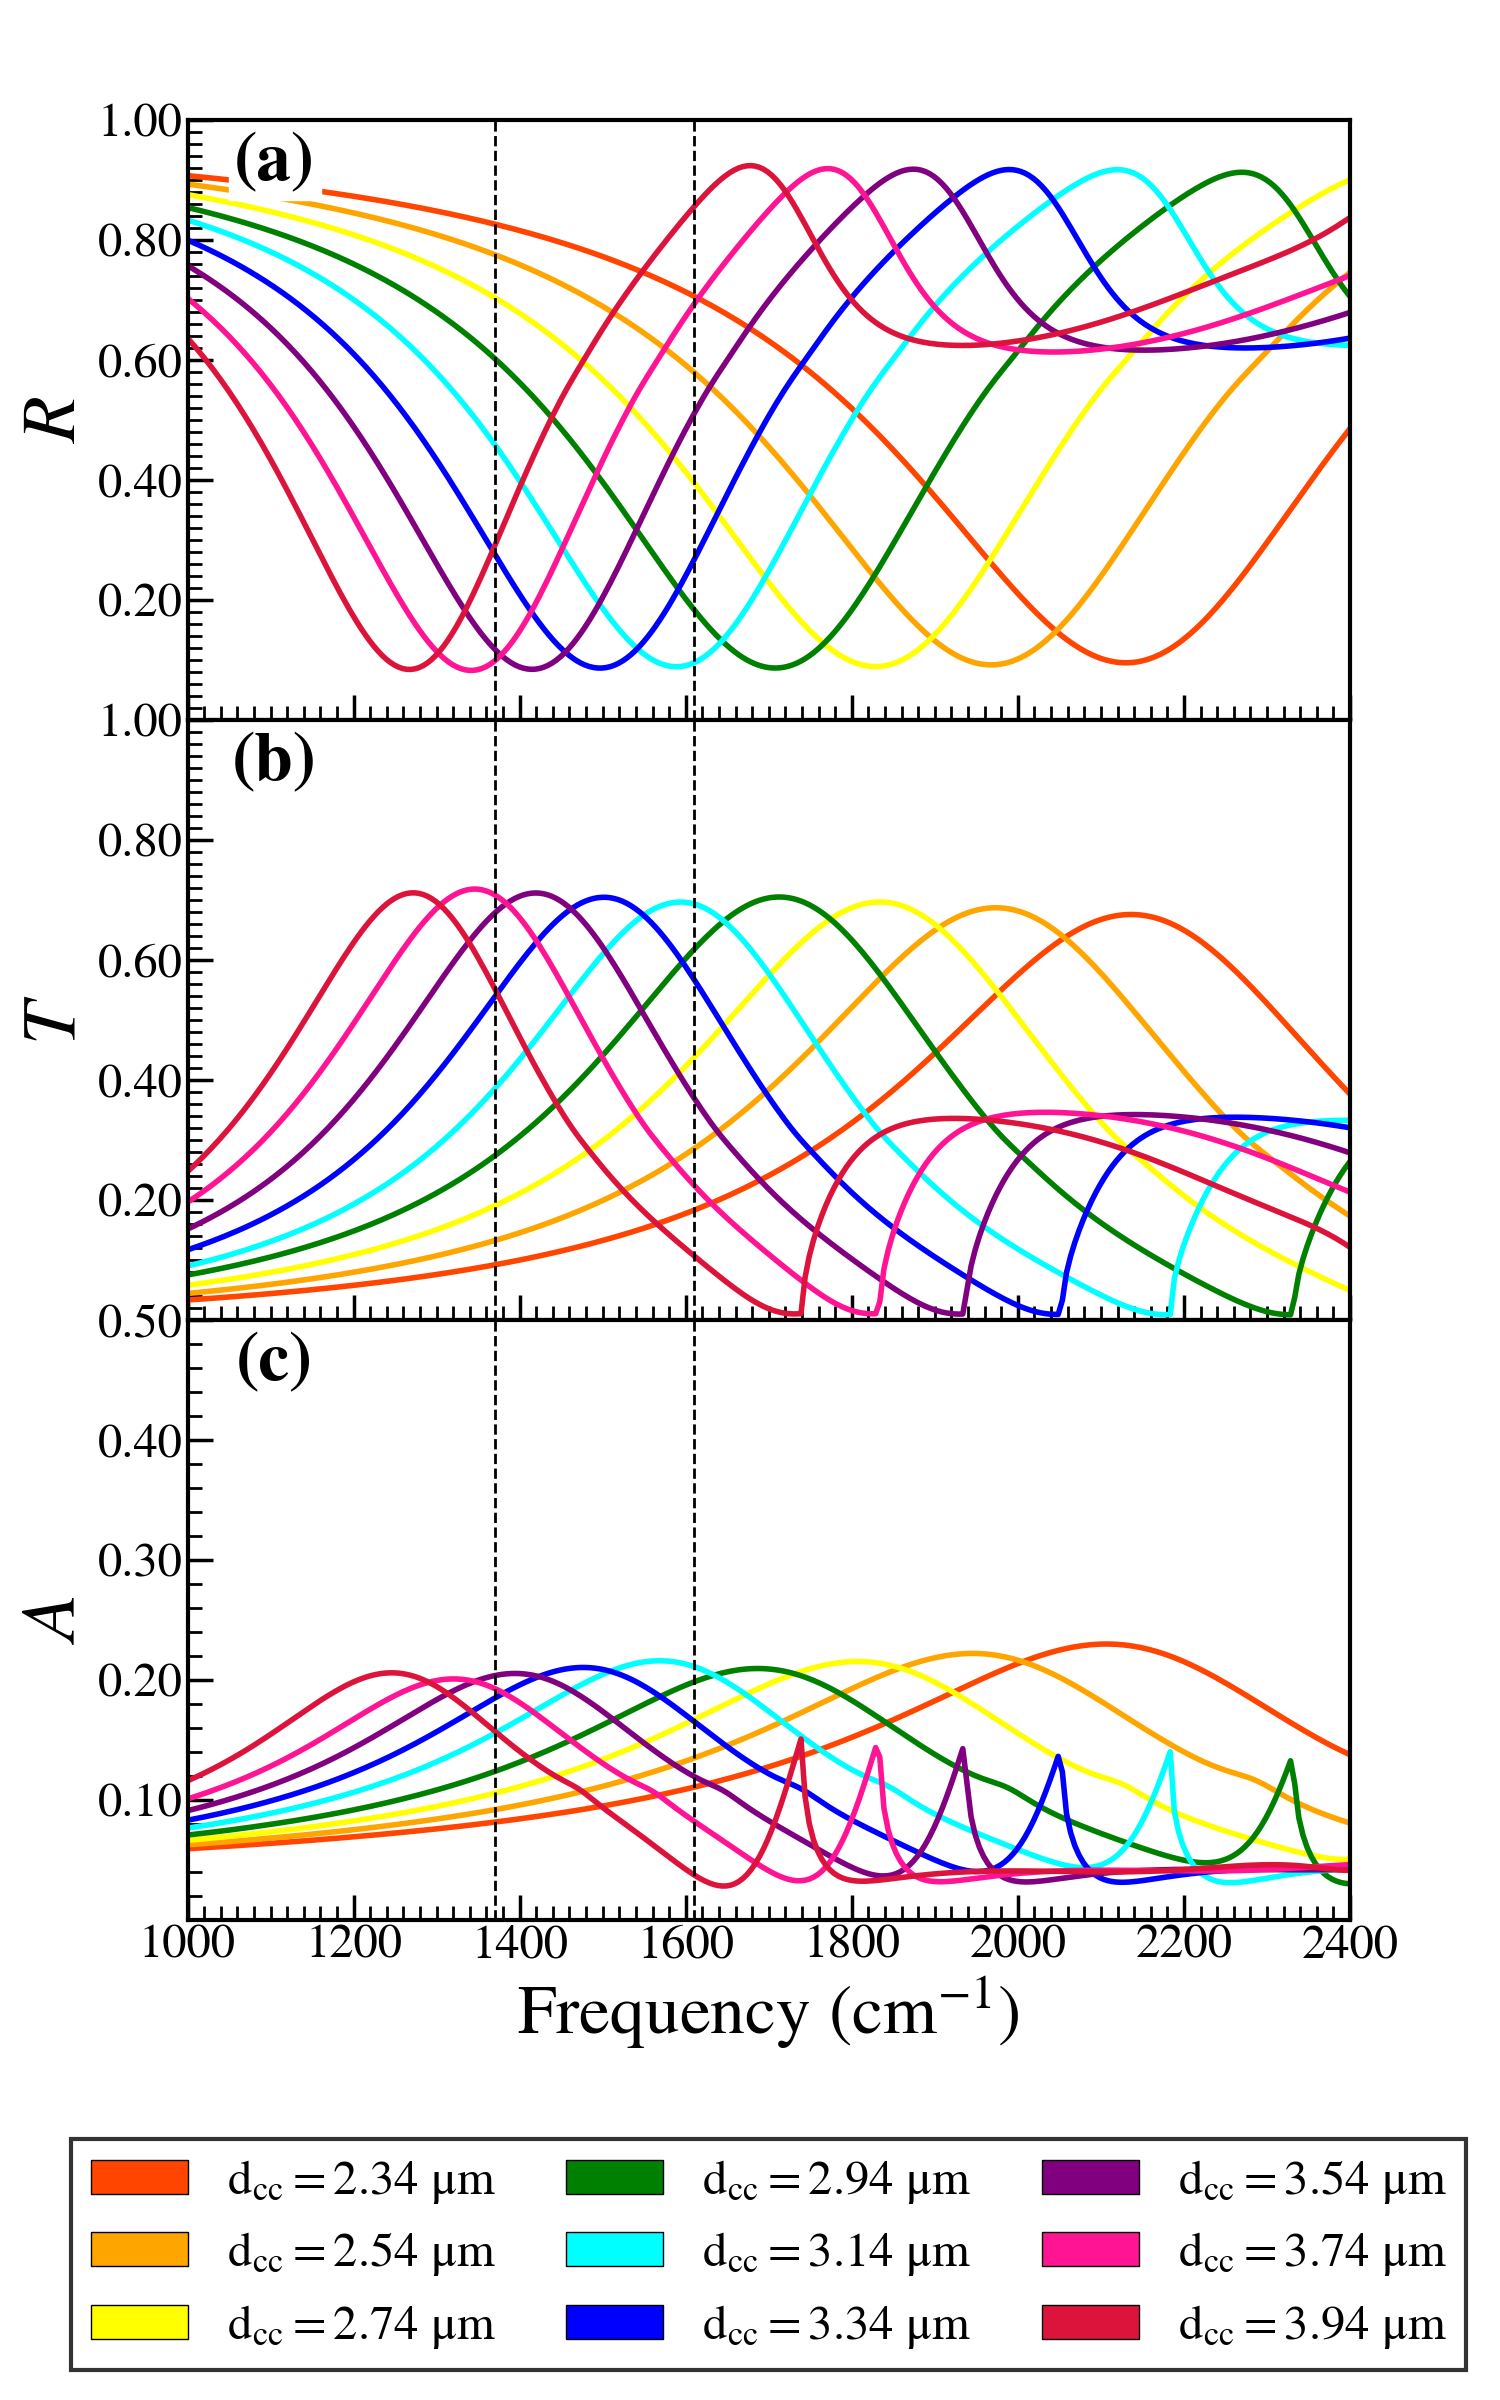 (a)
1.00
0.80
0.60
0.40
0.20
R
(b)
1.00
0.80
0.60
0.40
0.20
T
(c)
0.50
0.40
0.30
0.20
0.10
A
1000 1200 1400 1600 1800 2000 2200 2400
Frequency (cm⁻¹)
d_cc = 2.34 μm
d_cc = 2.54 μm
d_cc = 2.74 μm
d_cc = 2.94 μm
d_cc = 3.14 μm
d_cc = 3.34 μm
d_cc = 3.54 μm
d_cc = 3.74 μm
d_cc = 3.94 μm